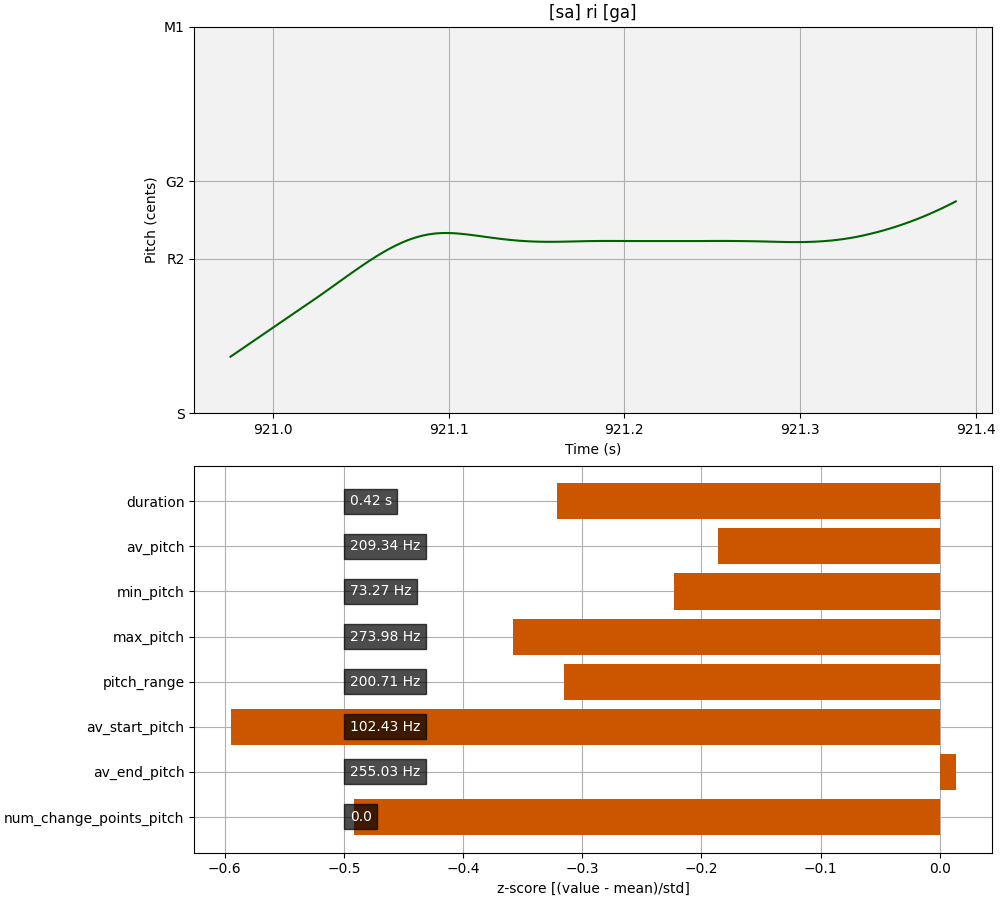 [sa] ri [ga]
M1
G2
R2
S
Pitch (cents)
921.0 921.1 921.2 921.3 921.4
Time (s)
duration 0.42 s
av_pitch 209.34 Hz
min_pitch 73.27 Hz
max_pitch 273.98 Hz
pitch_range 200.71 Hz
av_start_pitch 102.43 Hz
av_end_pitch 255.03 Hz
num_change_points_pitch 0.0
−0.6 −0.5 −0.4 −0.3 −0.2 −0.1 0.0
z-score [(value - mean)/std]